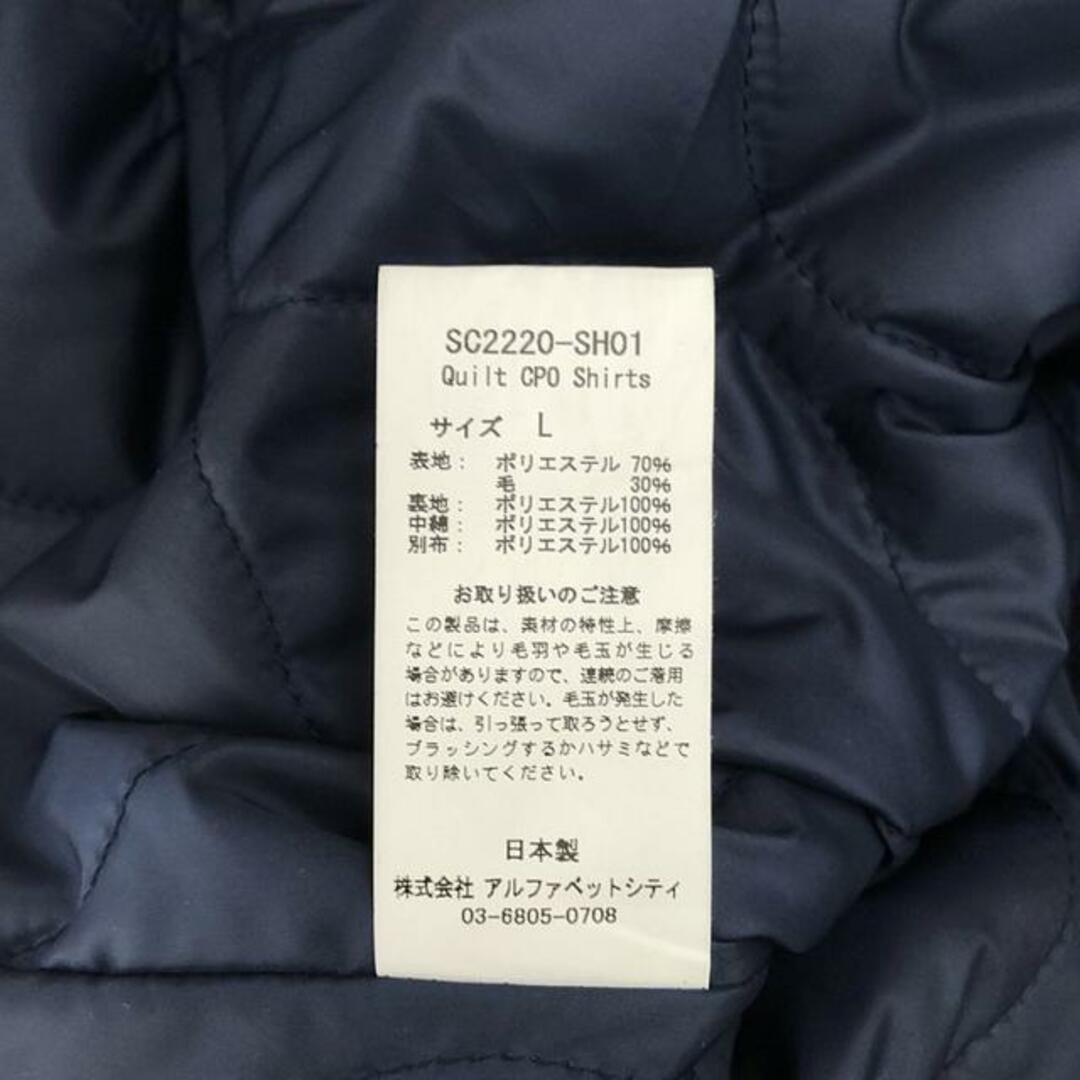 SC2220-SH01
Quilt CPO Shirts
サイズ L
表地： ポリエステル 70%
毛 30%
裏地： ポリエステル100%
中綿： ポリエステル100%
別布： ポリエステル100%
お取り扱いのご注意
この製品は、素材の特性上、摩擦
などにより毛羽や毛玉が生じる
場合がありますので、連続のご着用
はお避けください。毛玉が発生した
場合は、引っ張って取ろうとせず、
ブラッシングするかハサミなどで
取り除いてください。
日本製
株式会社 アルファベットシティ
03-6805-0708